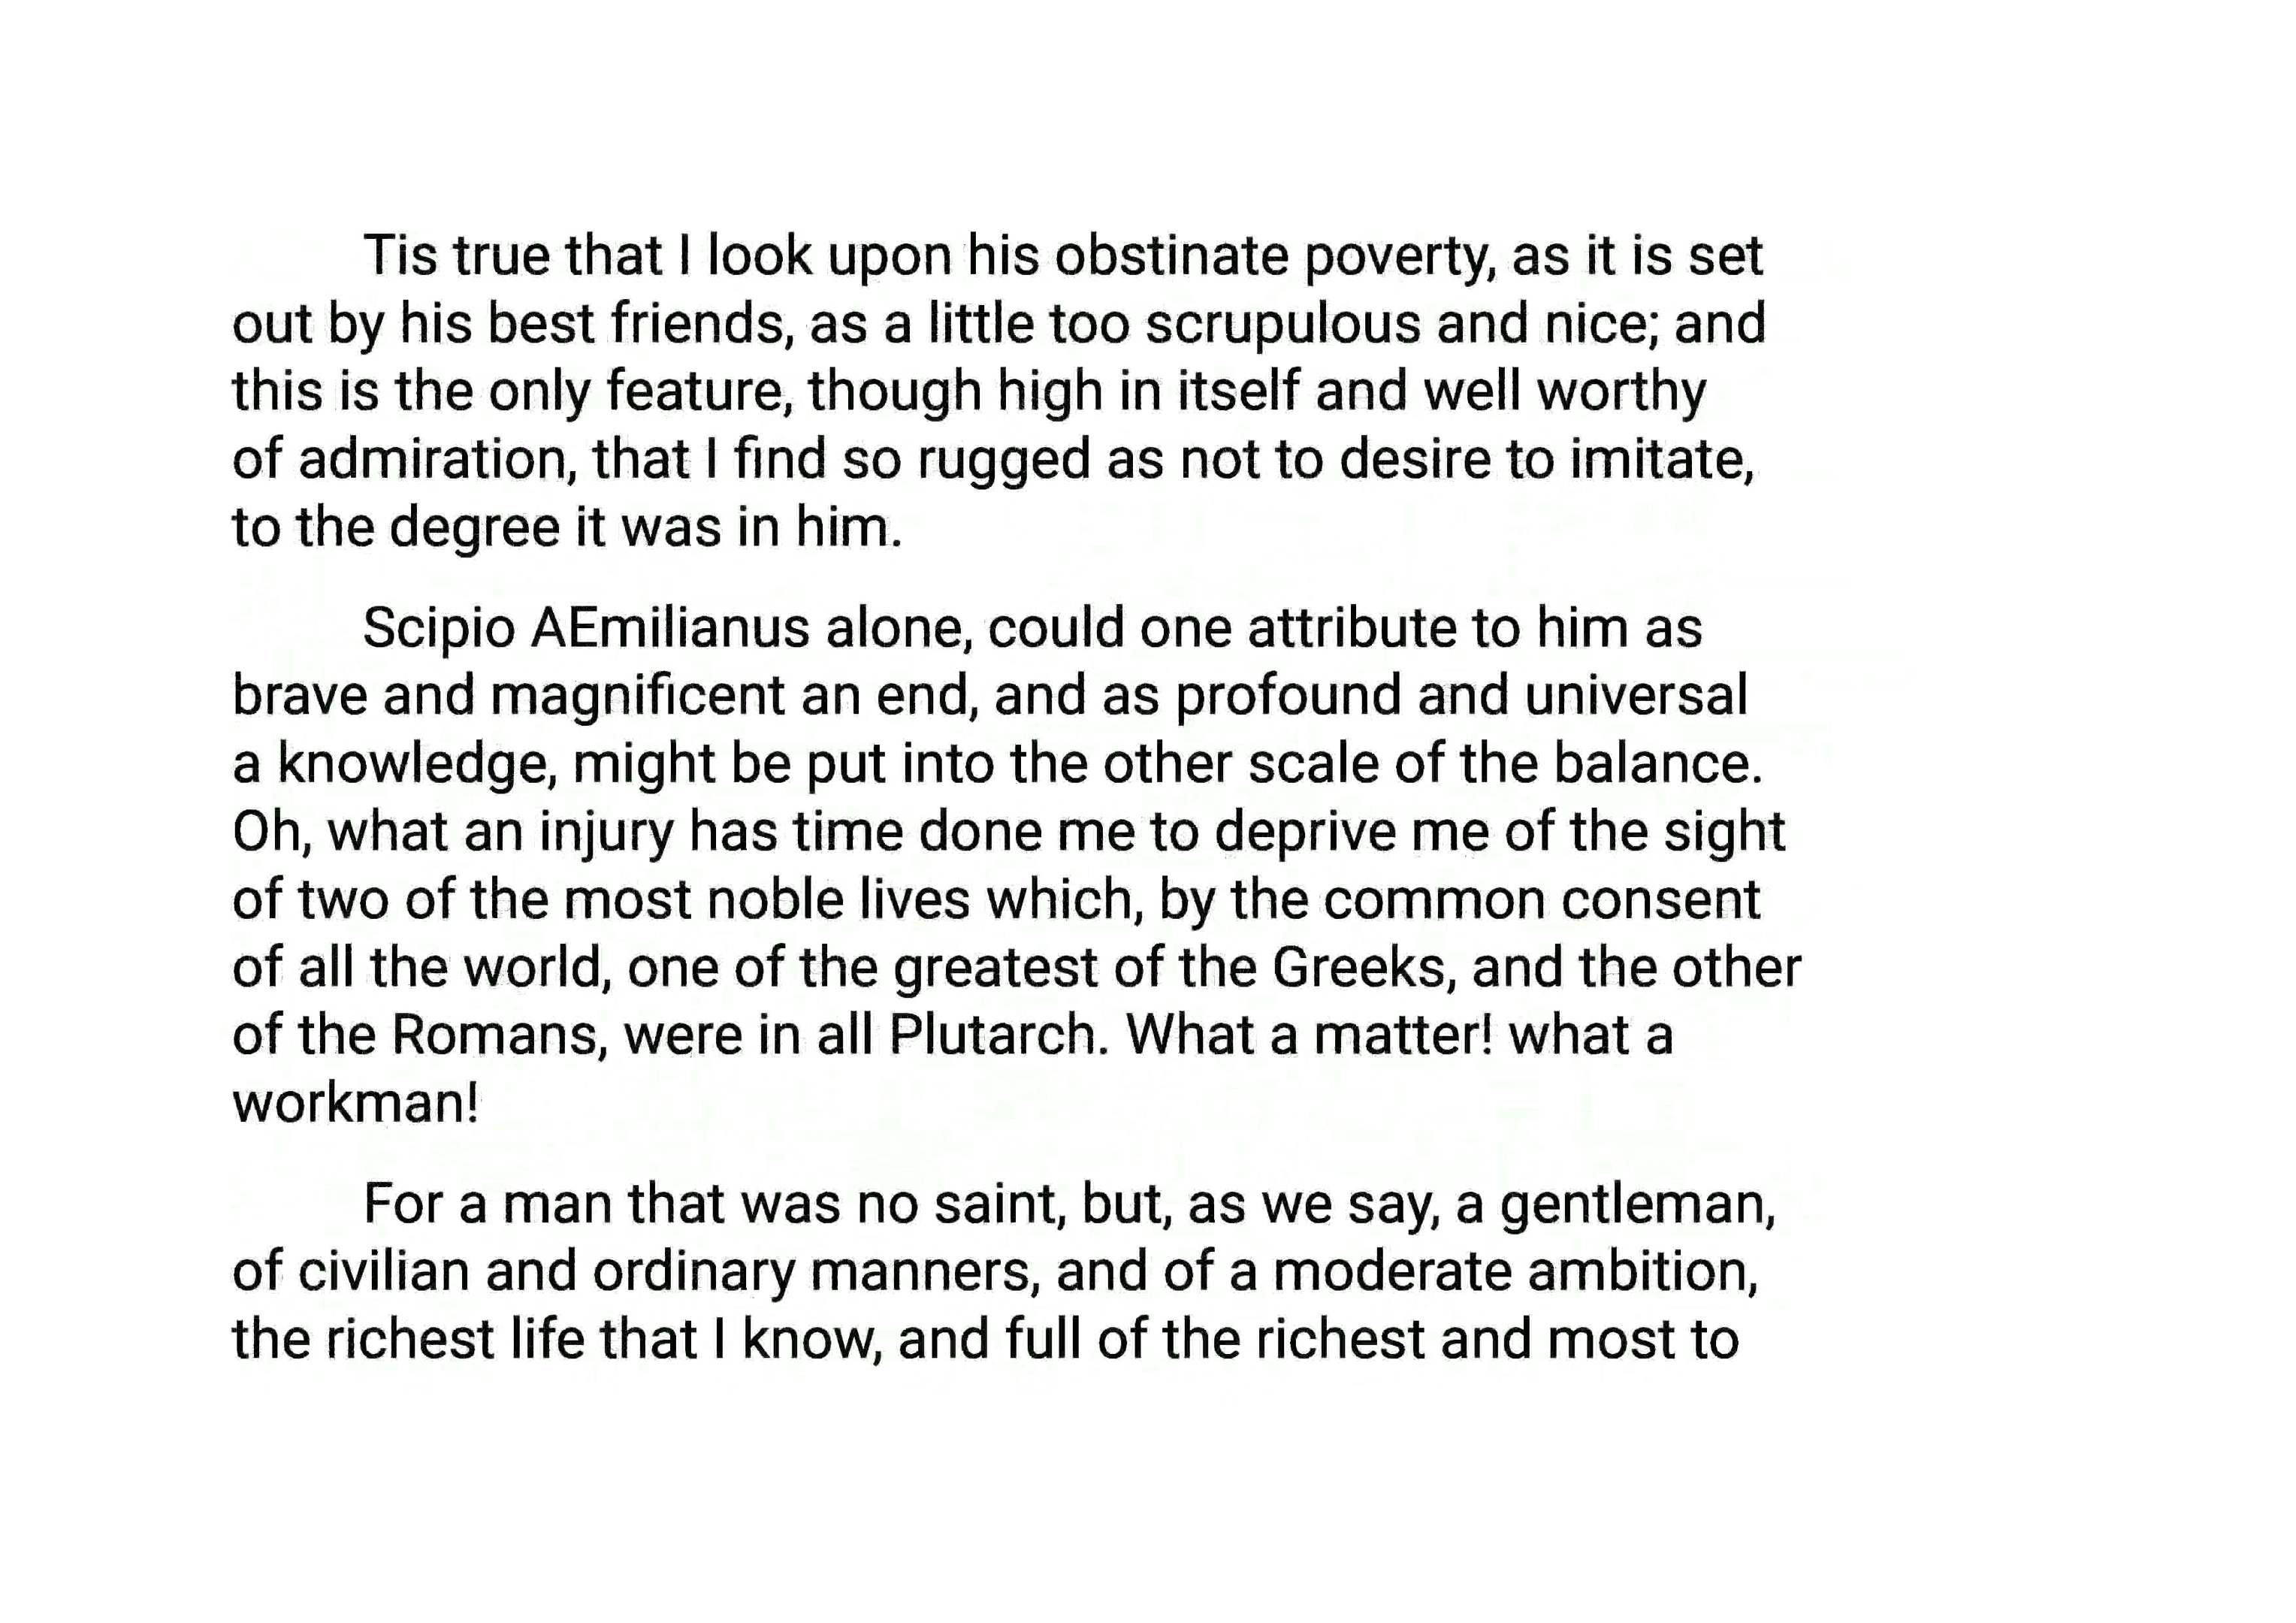 Tis true that I look upon his obstinate poverty, as it is set
out by his best friends, as a little too scrupulous and nice; and
this is the only feature, though high in itself and well worthy
of admiration, that I find so rugged as not to desire to imitate,
to the degree it was in him.
Scipio AEmilianus alone, could one attribute to him as
brave and magnificent an end, and as profound and universal
a knowledge, might be put into the other scale of the balance.
Oh, what an injury has time done me to deprive me of the sight
of two of the most noble lives which, by the common consent
of all the world, one of the greatest of the Greeks, and the other
of the Romans, were in all Plutarch. What a matter! what a
workman!
For a man that was no saint, but, as we say, a gentleman,
of civilian and ordinary manners, and of a moderate ambition,
the richest life that I know, and full of the richest and most to